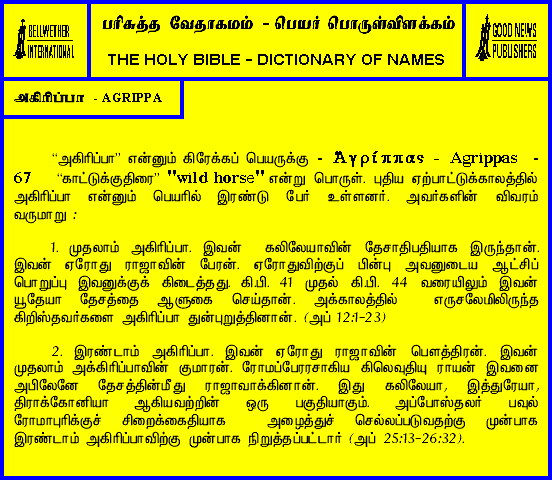 BELLWETHER
INTERNATIONAL
பரிசுத்த வேதாகமம் - பெயர் பொருள்விளக்கம்
THE HOLY BIBLE - DICTIONARY OF NAMES
GOOD NEWS
PUBLISHERS
அகிரிப்பா - AGRIPPA
“அகிரிப்பா” என்னும் கிரேக்கப் பெயருக்கு - Ἀγρίππας - Agrippas -
67 “காட்டுக்குதிரை” "wild horse" என்று பொருள். புதிய ஏற்பாட்டுக்காலத்தில்
அகிரிப்பா என்னும் பெயரில் இரண்டு பேர் உள்ளனர். அவர்களின் விவரம்
வருமாறு :
1. முதலாம் அகிரிப்பா. இவன் கலிலேயாவின் தேசாதிபதியாக இருந்தான்.
இவன் ஏரோது ராஜாவின் பேரன். ஏரோதுவிற்குப் பின்பு அவனுடைய ஆட்சிப்
பொறுப்பு இவனுக்குக் கிடைத்தது. கி.பி. 41 முதல் கி.பி. 44 வரையிலும் இவன்
யூதேயா தேசத்தை ஆளுகை செய்தான். அக்காலத்தில் எருசலேமிலிருந்த
கிறிஸ்தவர்களை அகிரிப்பா துன்புறுத்தினான். (அப் 12:1-23)
2. இரண்டாம் அகிரிப்பா. இவன் ஏரோது ராஜாவின் பௌத்திரன். இவன்
முதலாம் அக்கிரிப்பாவின் குமாரன். ரோமப்பேரரசாகிய கிலெவுதியு ராயன் இவனை
அபிலேனே தேசத்தின்மீது ராஜாவாக்கினான். இது கலிலேயா, இத்துரேயா,
திராக்கோனியா ஆகியவற்றின் ஒரு பகுதியாகும். அப்போஸ்தலர் பவுல்
ரோமாபுரிக்குச் சிறைக்கைதியாக அழைத்துச் செல்லப்படுவதற்கு முன்பாக
இரண்டாம் அகிரிப்பாவிற்கு முன்பாக நிறுத்தப்பட்டார் (அப் 25:13-26:32).